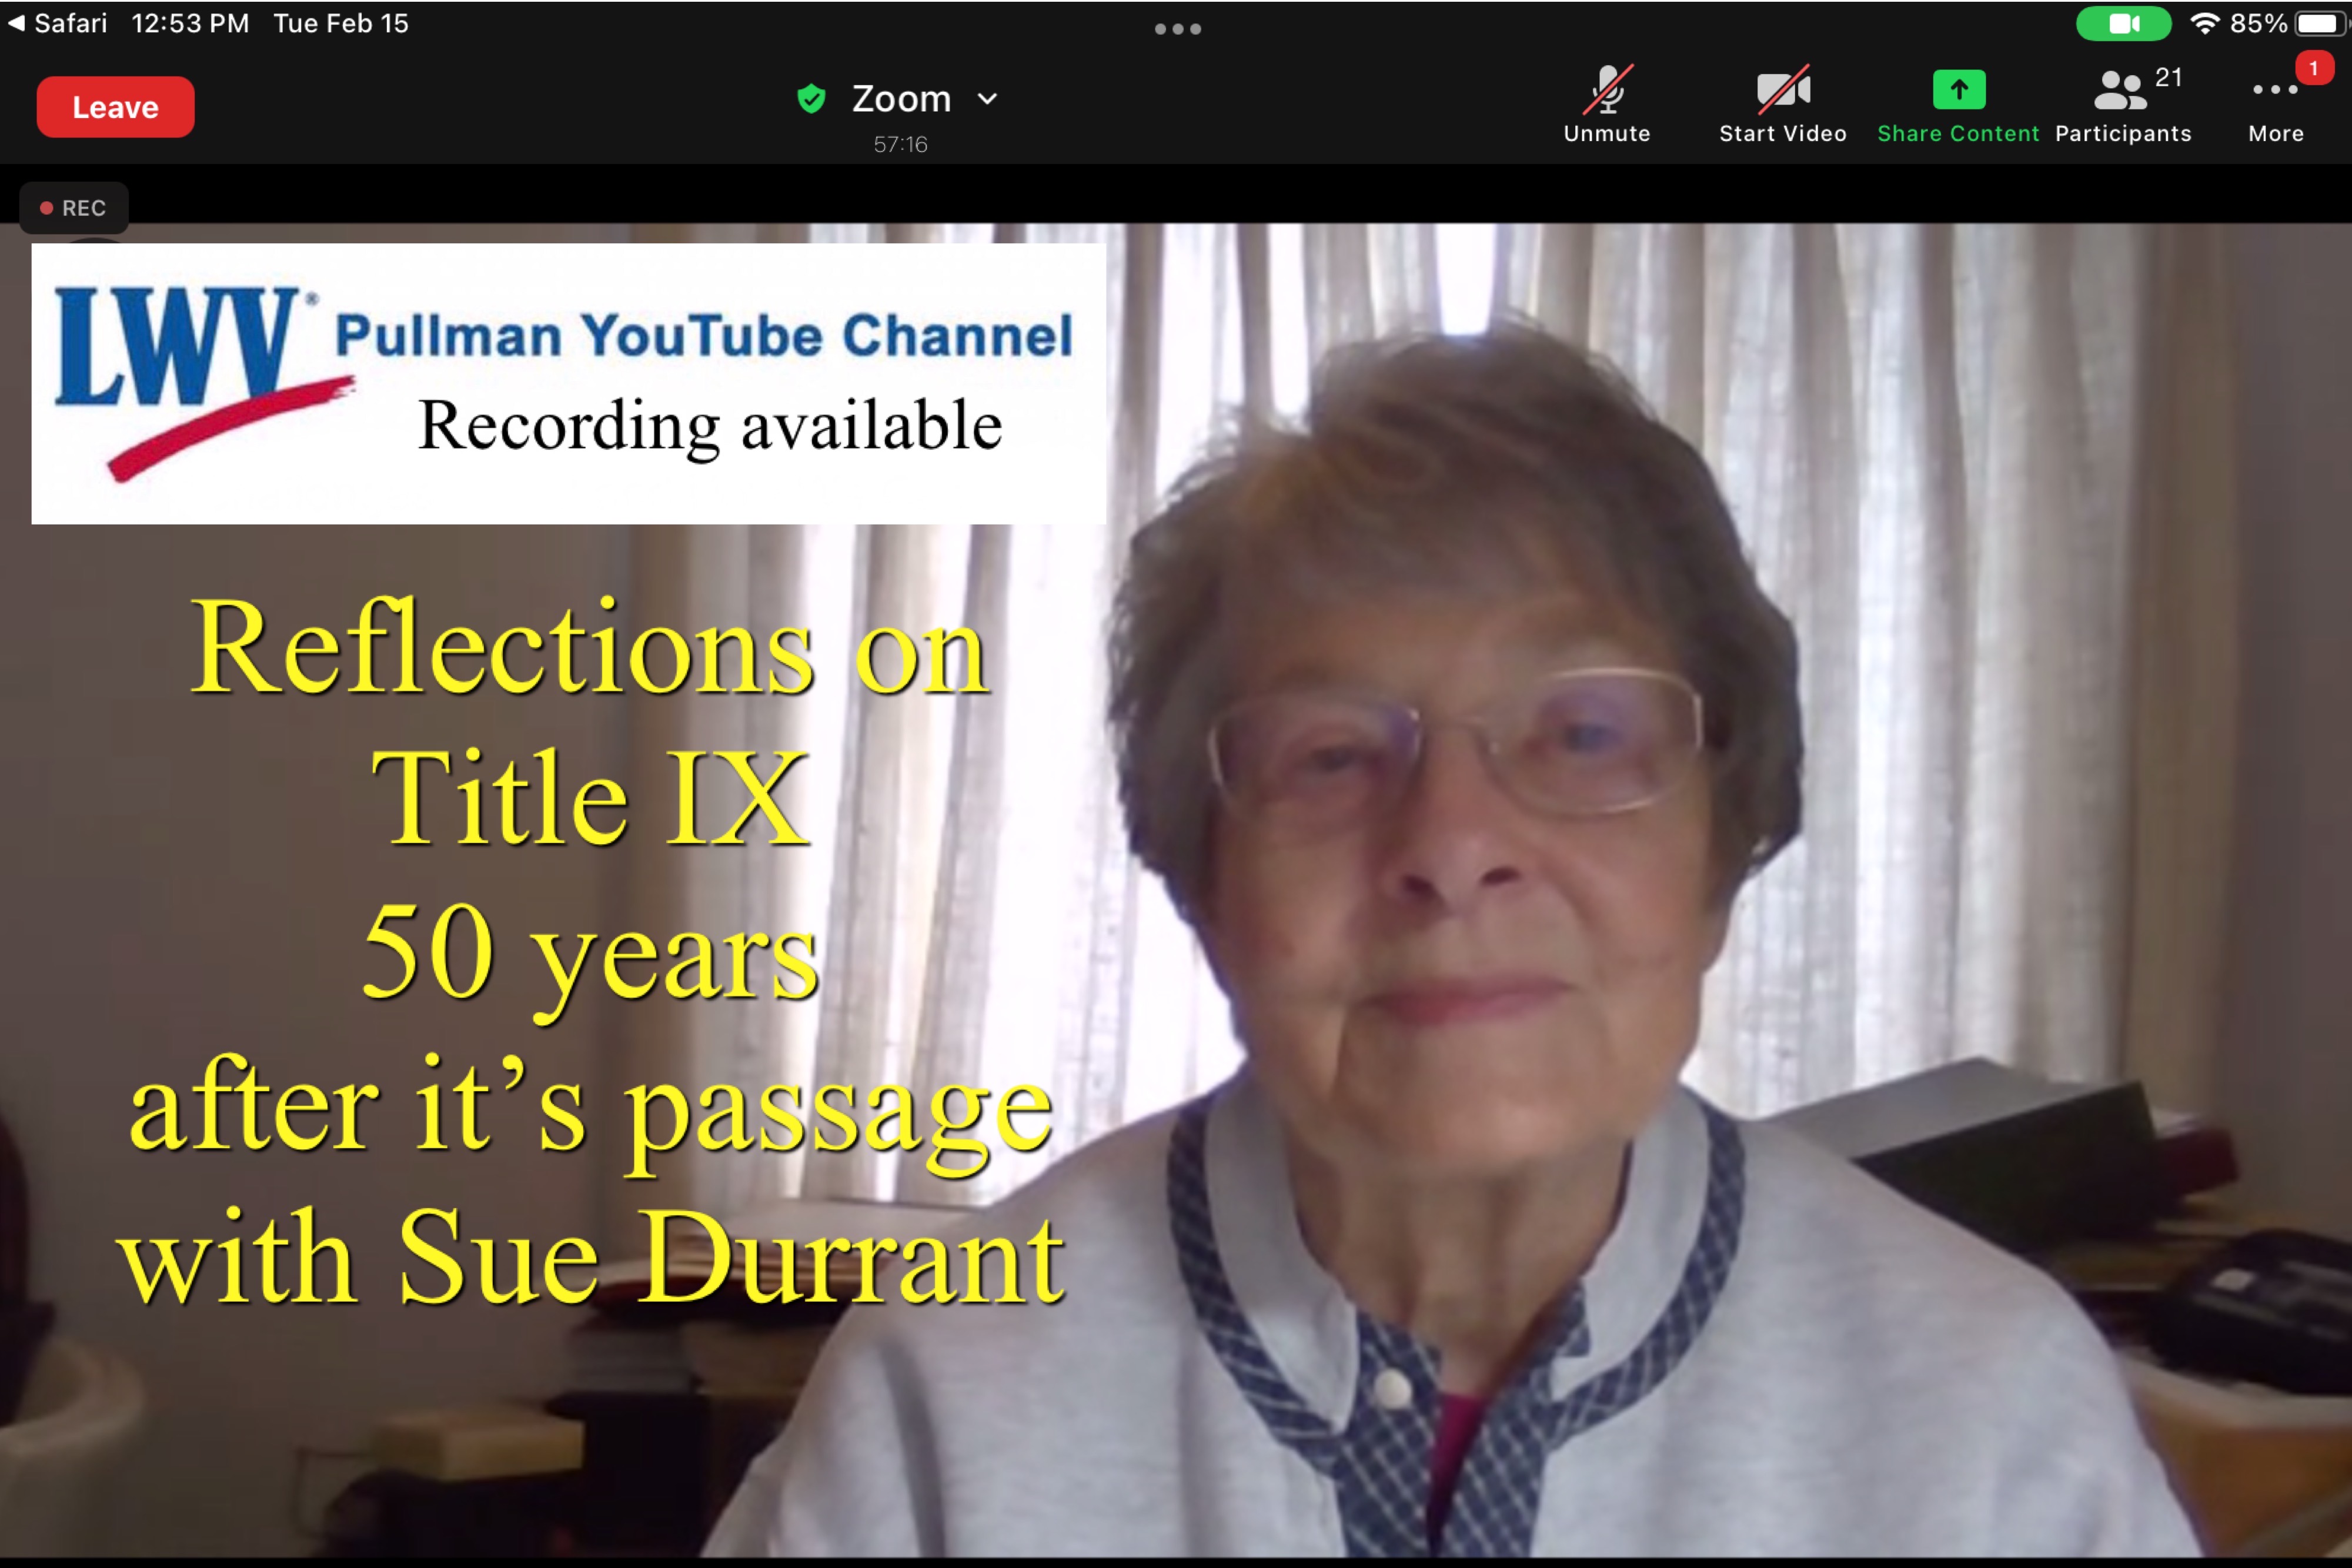 Safari 12:53 PM Tue Feb 15
85%
Leave
Zoom
57:16
Unmute
Start Video
Share Content
Participants
21
More
1
REC
LWV® Pullman YouTube Channel
Recording available
Reflections on
Title IX
50 years
after it’s passage
with Sue Durrant